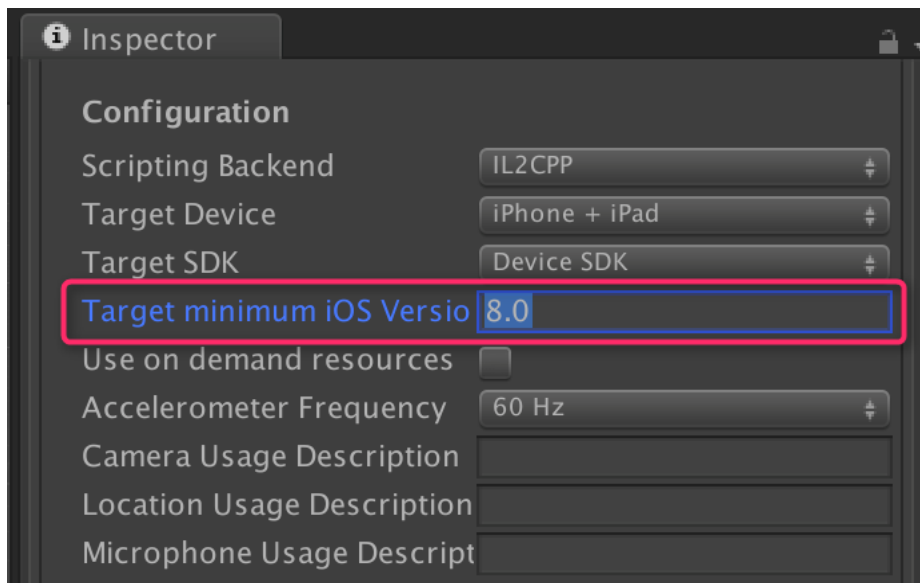 Inspector
Configuration
Scripting Backend IL2CPP
Target Device iPhone + iPad
Target SDK Device SDK
Target minimum iOS Versio 8.0
Use on demand resources
Accelerometer Frequency 60 Hz
Camera Usage Description
Location Usage Description
Microphone Usage Descript